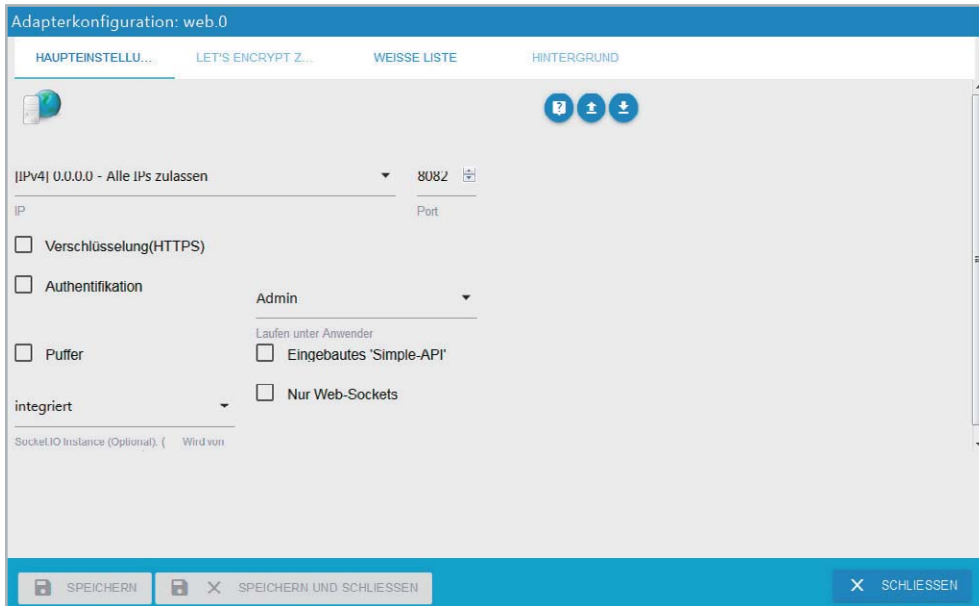 Adapterkonfiguration: web.0
HAUPTEINSTELLU... LET'S ENCRYPT Z... WEISSE LISTE HINTERGRUND
[IPv4] 0.0.0.0 - Alle IPs zulassen 8082
IP Port
Verschlüsselung(HTTPS)
Authentifikation
Admin
Laufen unter Anwender
Puffer Eingebautes 'Simple-API'
Nur Web-Sockets
integriert
Socket.IO Instance (Optional). ( Wird von
SPEICHERN SPEICHERN UND SCHLIESSEN SCHLIESSEN